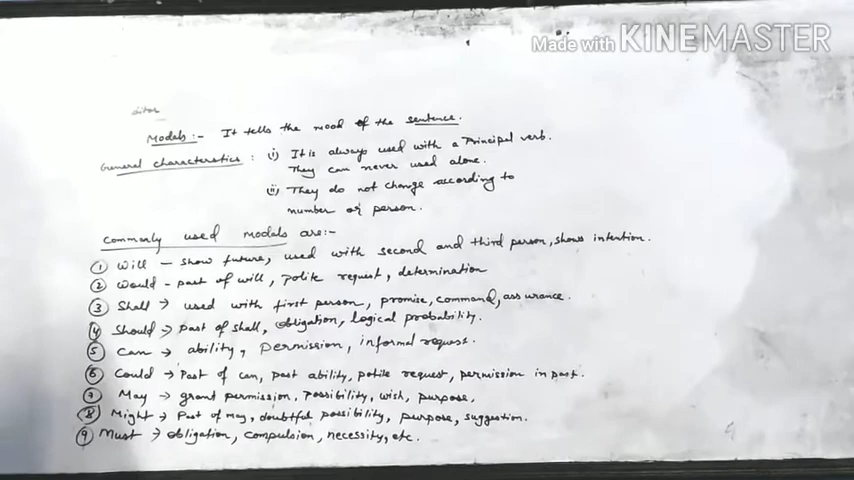 Made with KINEMASTER
Modals :- It tells the mood of the sentence.
General characteristics : (i) It is always used with a Principal verb.
They can never used alone.
(ii) They do not change according to
number or person.
Commonly used modals are:-
① Will - show future, used with second and third person, shows intention.
② Would - past of will, polite request, determination
③ Shall → used with first person, promise, command, assurance.
④ Should → past of shall, obligation, logical probability.
⑤ Can → ability, permission, informal request.
⑥ Could → Past of can, past ability, polite request, permission in past.
⑦ May → grant permission, possibility, wish, purpose,
⑧ Might → Past of may, doubtful possibility, purpose, suggestion.
⑨ Must → obligation, compulsion, necessity, etc.